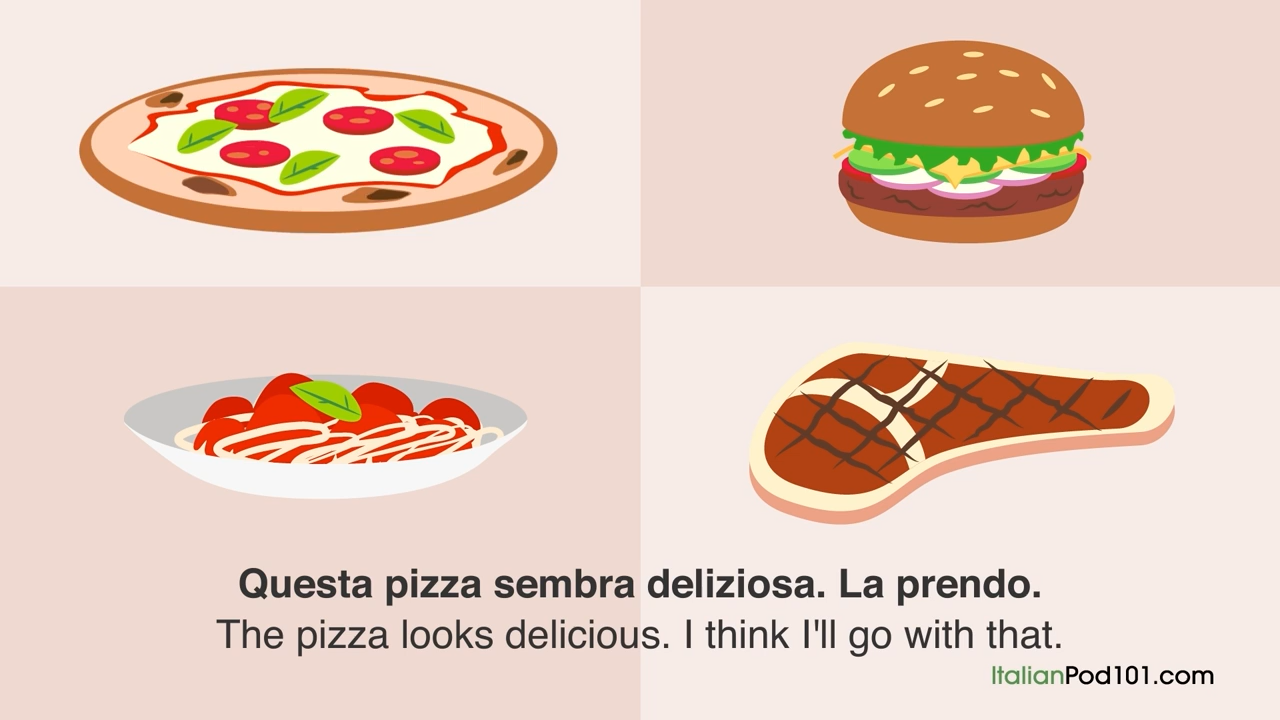 Questa pizza sembra deliziosa. La prendo.
The pizza looks delicious. I think I'll go with that.
ItalianPod101.com